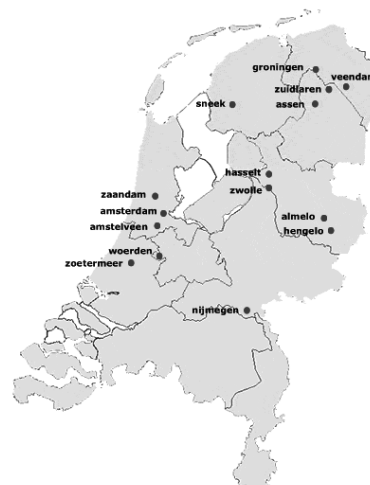 groningen
veendam
zuidlaren
sneek
assen
hasselt
zwolle
zaandam
amsterdam
almelo
amstelveen
hengelo
woerden
zoetermeer
nijmegen